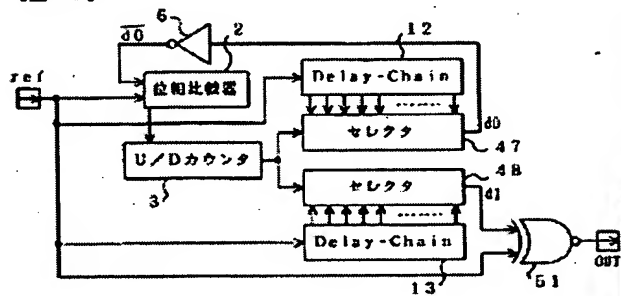 6
2
12
d0
ref
位相比較器
Delay-Chain
セレクタ
d0
47
U/Dカウンタ
48
3
セレクタ
d1
Delay-Chain
OUT
13
51